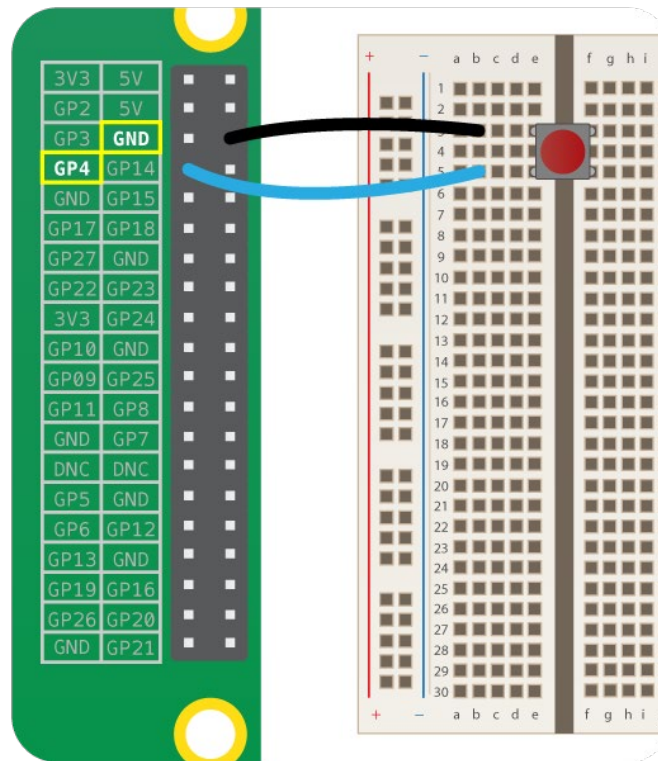 3V3 5V
GP2 5V
GP3 GND
GP4 GP14
GND GP15
GP17 GP18
GP27 GND
GP22 GP23
3V3 GP24
GP10 GND
GP09 GP25
GP11 GP8
GND GP7
DNC DNC
GP5 GND
GP6 GP12
GP13 GND
GP19 GP16
GP26 GP20
GND GP21
+ − a b c d e f g h i
1
2
3
4
5
6
7
8
9
10
11
12
13
14
15
16
17
18
19
20
21
22
23
24
25
26
27
28
29
30
+ − a b c d e f g h i